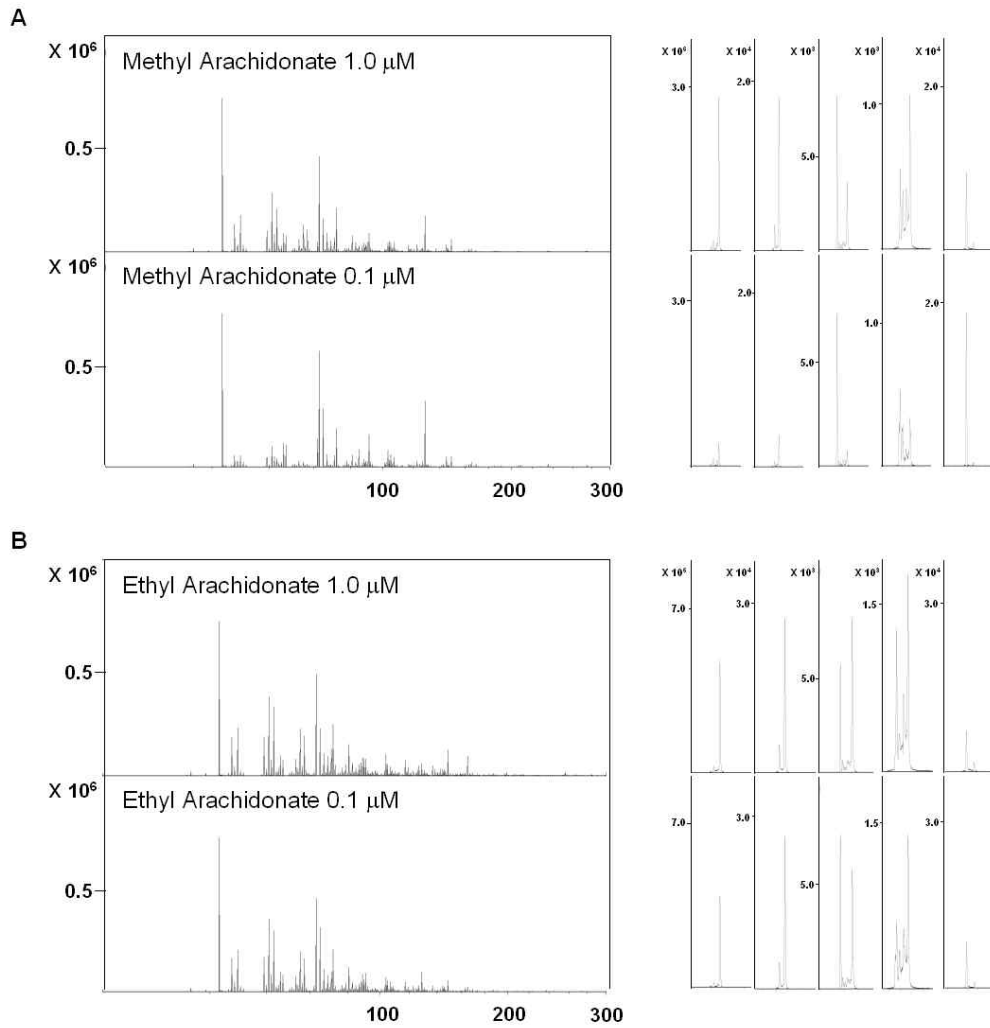 A
X 10⁶
Methyl Arachidonate 1.0 μM
0.5
X 10⁶
Methyl Arachidonate 0.1 μM
0.5
100 200 300
X 10⁴ X 10³ X 10³ X 10⁴
3.0 2.0 5.0 1.0 2.0
3.0 2.0 5.0 1.0 2.0
B
X 10⁶
Ethyl Arachidonate 1.0 μM
0.5
X 10⁶
Ethyl Arachidonate 0.1 μM
0.5
100 200 300
X 10⁴ X 10³ X 10³ X 10⁴
7.0 3.0 5.0 1.5 3.0
7.0 3.0 5.0 1.5 3.0